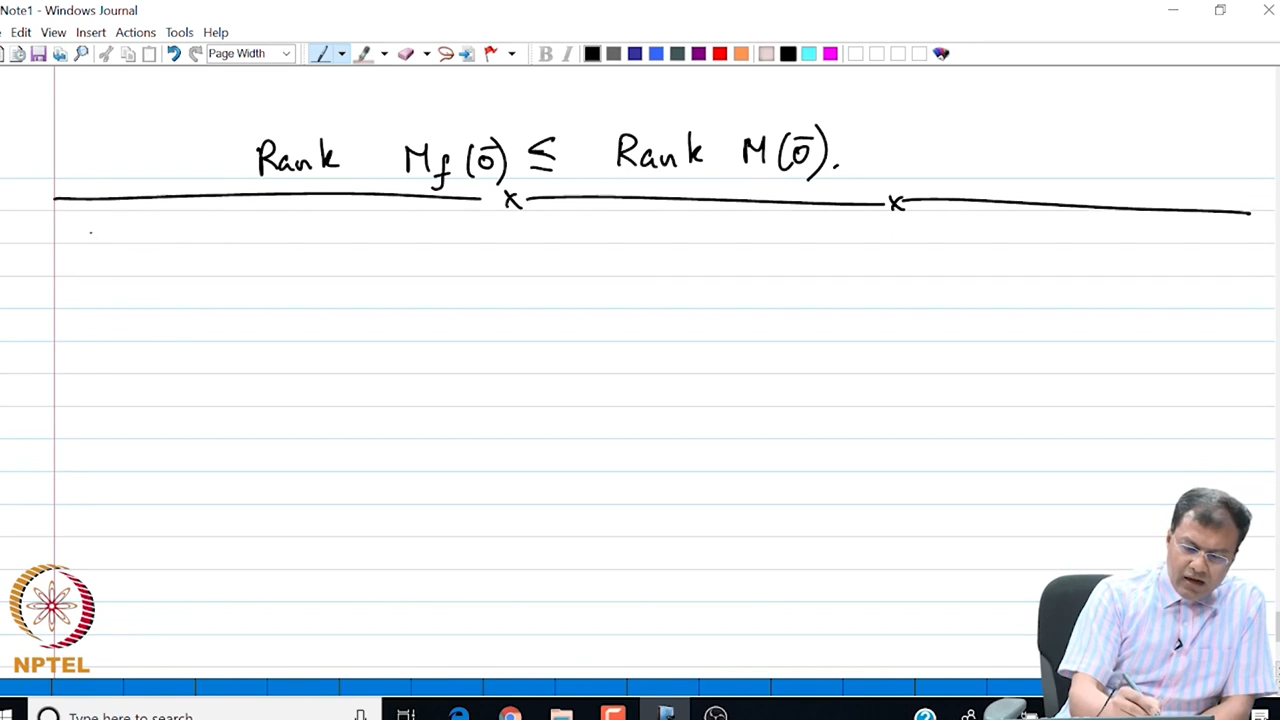 Note1 - Windows Journal
Edit View Insert Actions Tools Help
Page Width B I
Rank M_f(ō) ≤ Rank M(ō).
x x
NPTEL
Type here to search